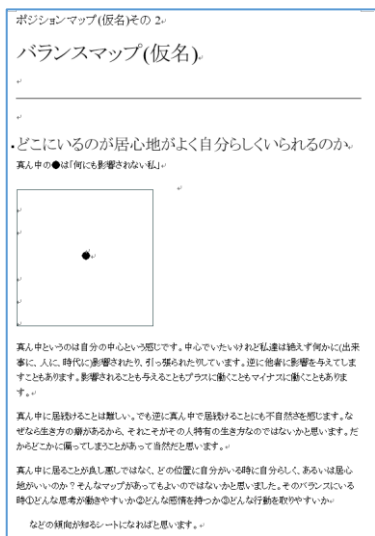 ポジションマップ(仮名)その 2
バランスマップ(仮名)
どこにいるのが居心地がよく自分らしくいられるのか
真ん中の●は「何にも影響されない私」
真ん中というのは自分の中心という感じです。中心でいたいけれど私達は絶えず何かに(出来
事に、人に、時代に)影響されたり、引っ張られたりしています。逆に他者に影響を与えてしま
すこともあります。影響されることも与えることもプラスに働くこともマイナスに働くこともありま
す。
真ん中に居続けることは難しい。でも逆に真ん中で居続けることにも不自然さを感じます。な
ぜなら生き方の癖があるから、それこそがその人特有の生き方なのではないかと思います。だ
からどこかに偏ってしまうことがあって当然だと思います。
真ん中に居ることが良し悪しではなく、どの位置に自分がいる時に自分らしく、あるいは居心
地がいいのか？そんなマップがあってもよいのではないかと思いました。そのバランスにいる
時①どんな思考が働きやすいか②どんな感情を持つか③どんな行動を取りやすいか
などの傾向が知るシートになればと思います。